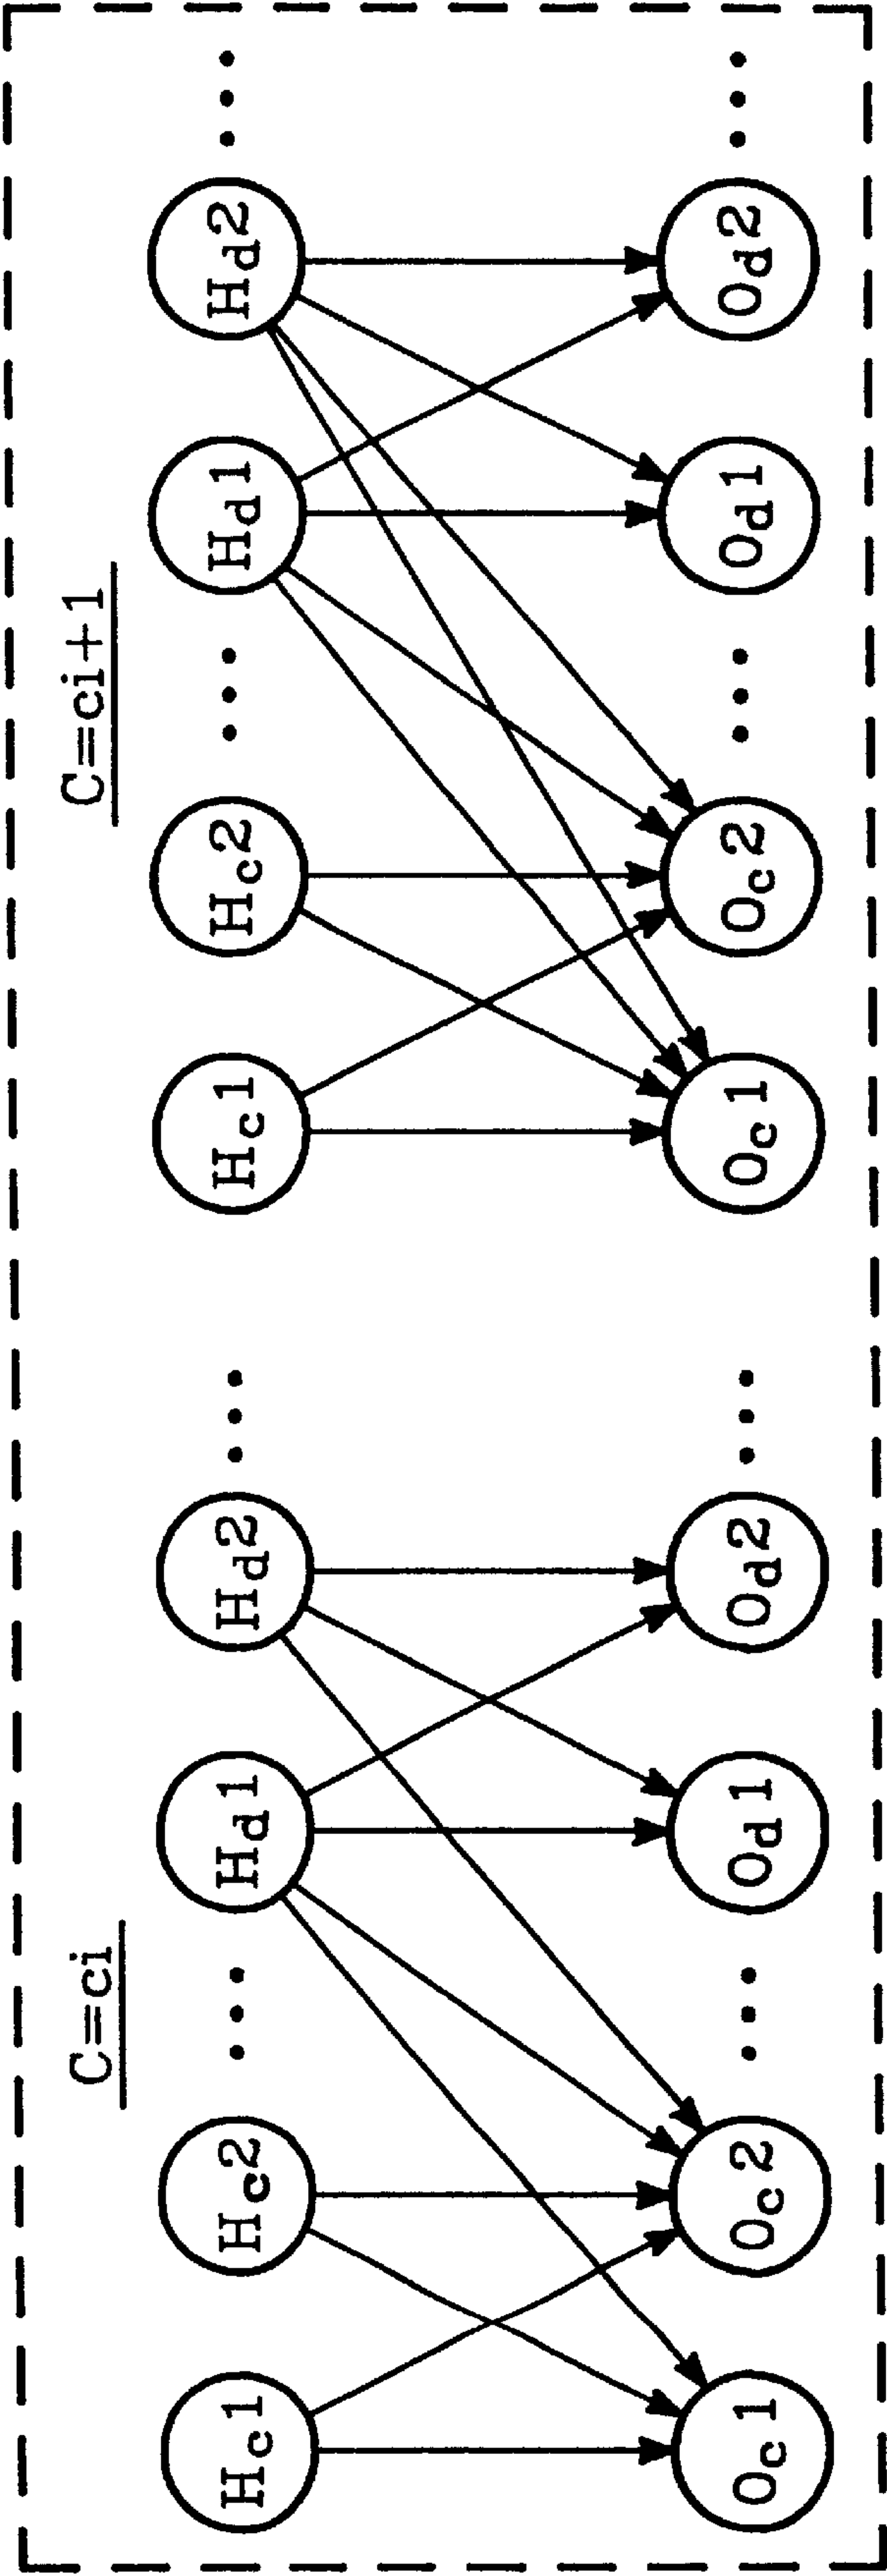 C=ci
Hc1 Hc2 ... Hd1 Hd2 ...
Oc1 Oc2 ... Od1 Od2 ...
C=ci+1
Hc1 Hc2 ... Hd1 Hd2 ...
Oc1 Oc2 ... Od1 Od2 ...